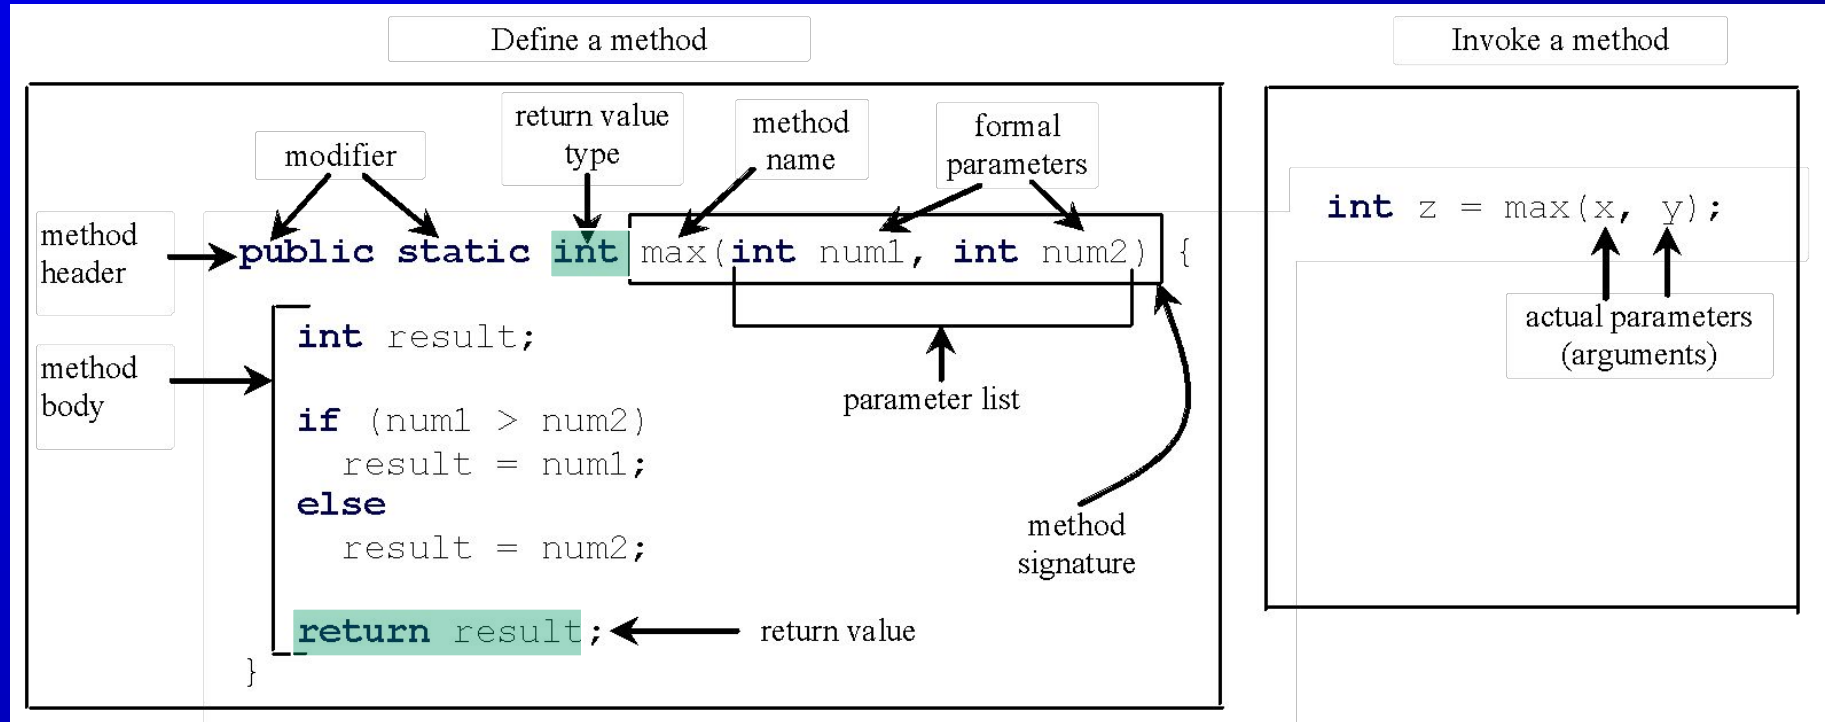 Define a method
Invoke a method
return value
type
method
name
formal
parameters
modifier
method
header
public static int max(int num1, int num2) {
int z = max(x, y);
method
body
int result;
actual parameters
(arguments)
parameter list
if (num1 > num2)
result = num1;
else
result = num2;
method
signature
return result;
return value
}